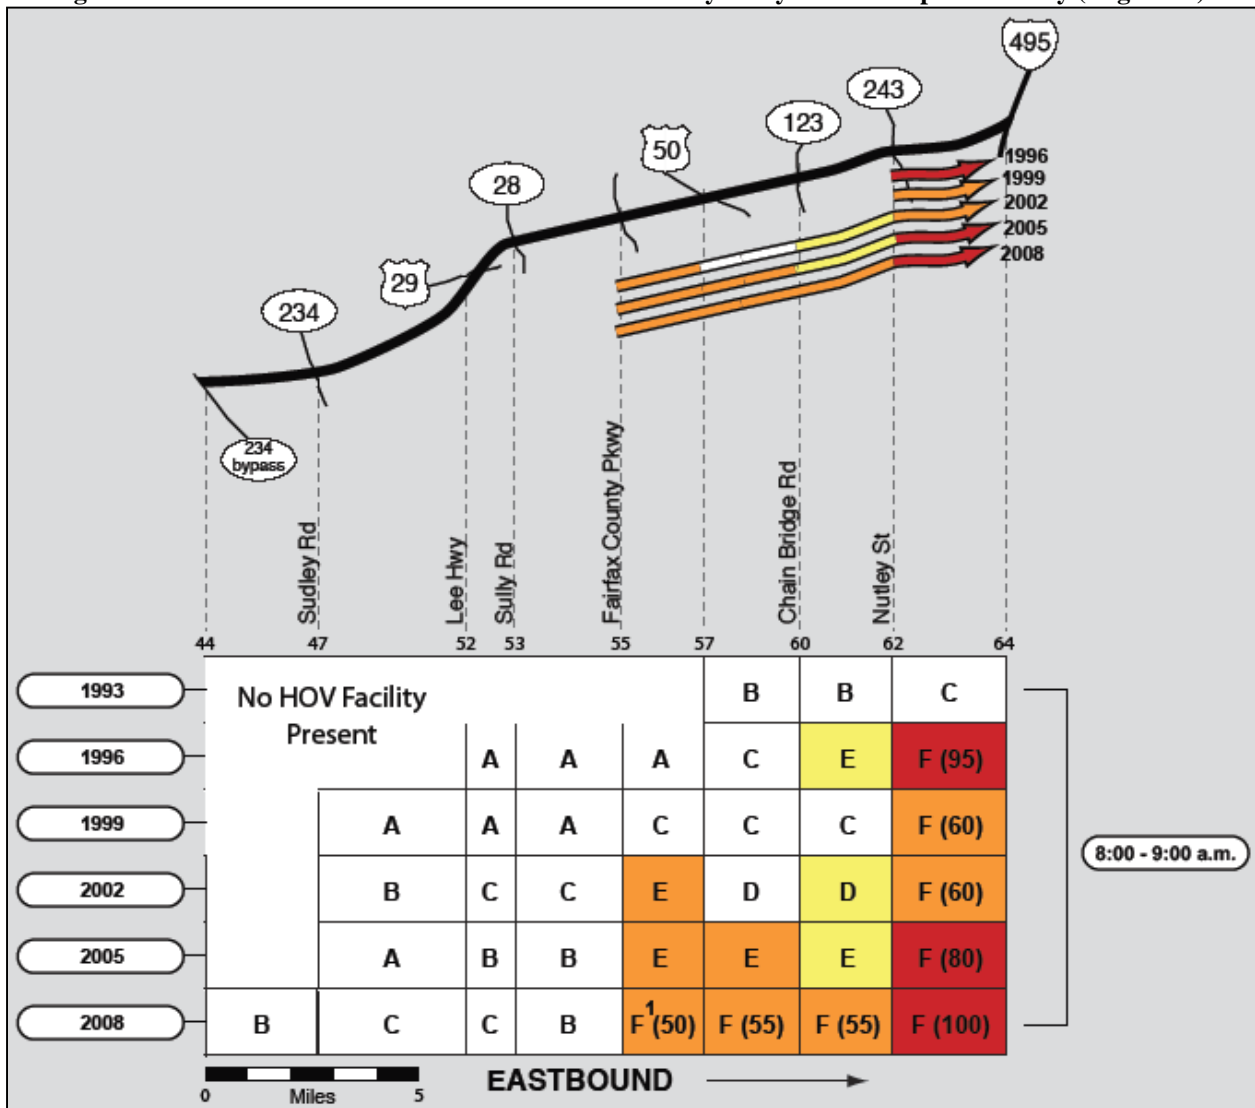 495
243
123
50
28
29
234
234
bypass
1996
1999
2002
2005
2008
Sudley Rd
Lee Hwy
Sully Rd
Fairfax County Pkwy
Chain Bridge Rd
Nutley St
44 47 52 53 55 57 60 62 64
1993 No HOV Facility Present B B C
1996 A A A C E F (95)
1999 A A A C C C F (60)
8:00 - 9:00 a.m.
2002 B C C E D D F (60)
2005 A B B E E E F (80)
2008 B C C B F¹(50) F (55) F (55) F (100)
0 Miles 5 EASTBOUND